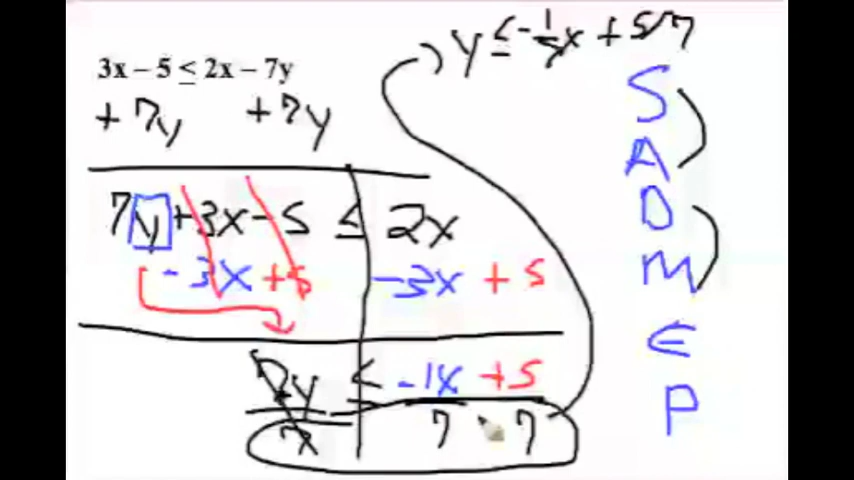 y ≤ -1/7x + 5/7
3x – 5 ≤ 2x – 7y
+7y +7y
7y+3x-5 ≤ 2x
-3x+5 -3x +5
7y ≤ -1x +5
7 7 7
S
A
D
M
E
P